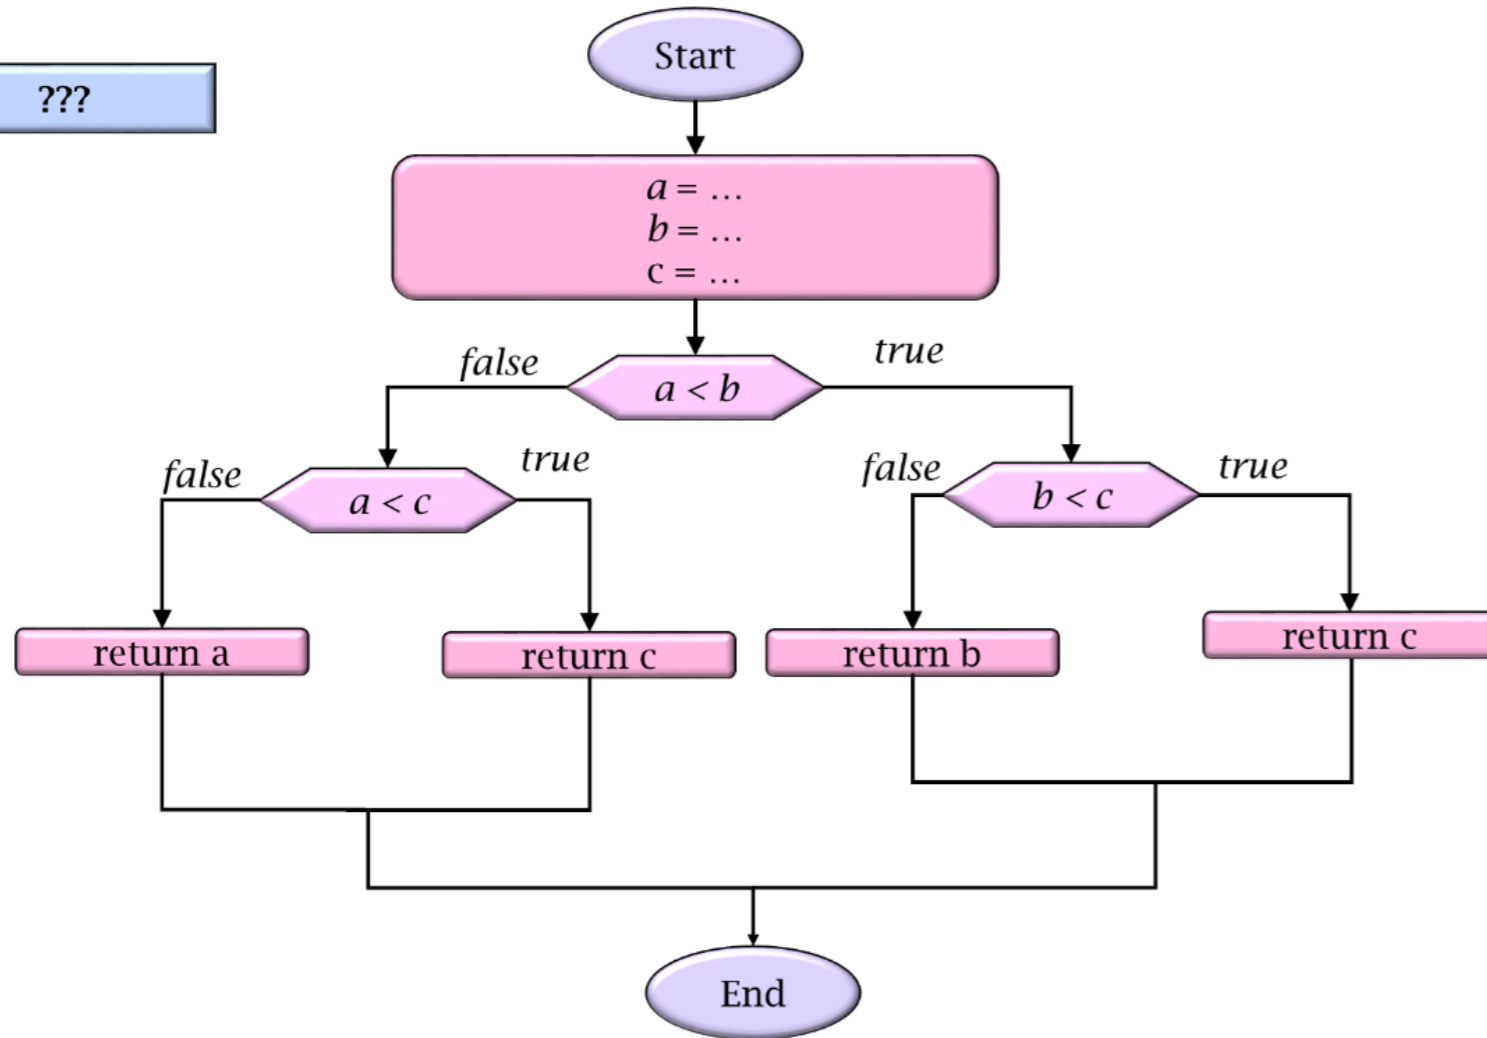 Start
???
a = …
b = …
c = …
false
true
a < b
false
true
a < c
false
true
b < c
return a
return c
return b
return c
End